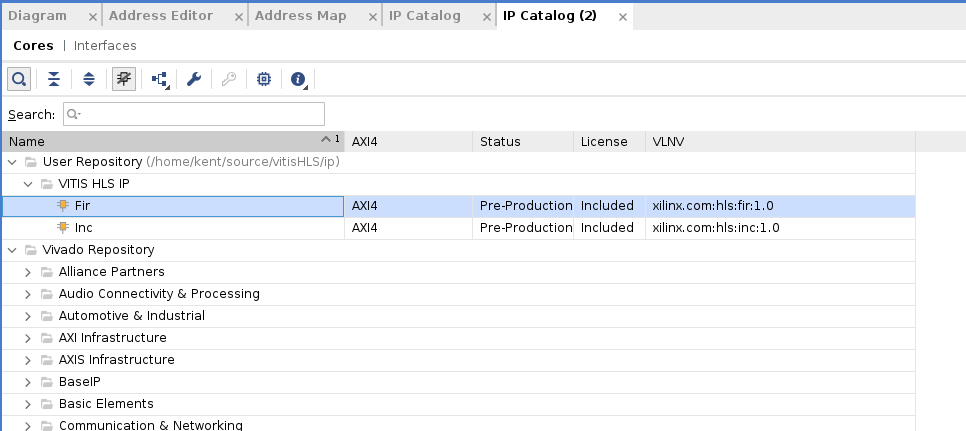 Diagram × Address Editor × Address Map × IP Catalog × IP Catalog (2) ×
Cores | Interfaces
Search:
Name 1 AXI4 Status License VLNV
User Repository (/home/kent/source/vitisHLS/ip)
VITIS HLS IP
Fir AXI4 Pre-Production Included xilinx.com:hls:fir:1.0
Inc AXI4 Pre-Production Included xilinx.com:hls:inc:1.0
Vivado Repository
Alliance Partners
Audio Connectivity & Processing
Automotive & Industrial
AXI Infrastructure
AXIS Infrastructure
BaseIP
Basic Elements
Communication & Networking